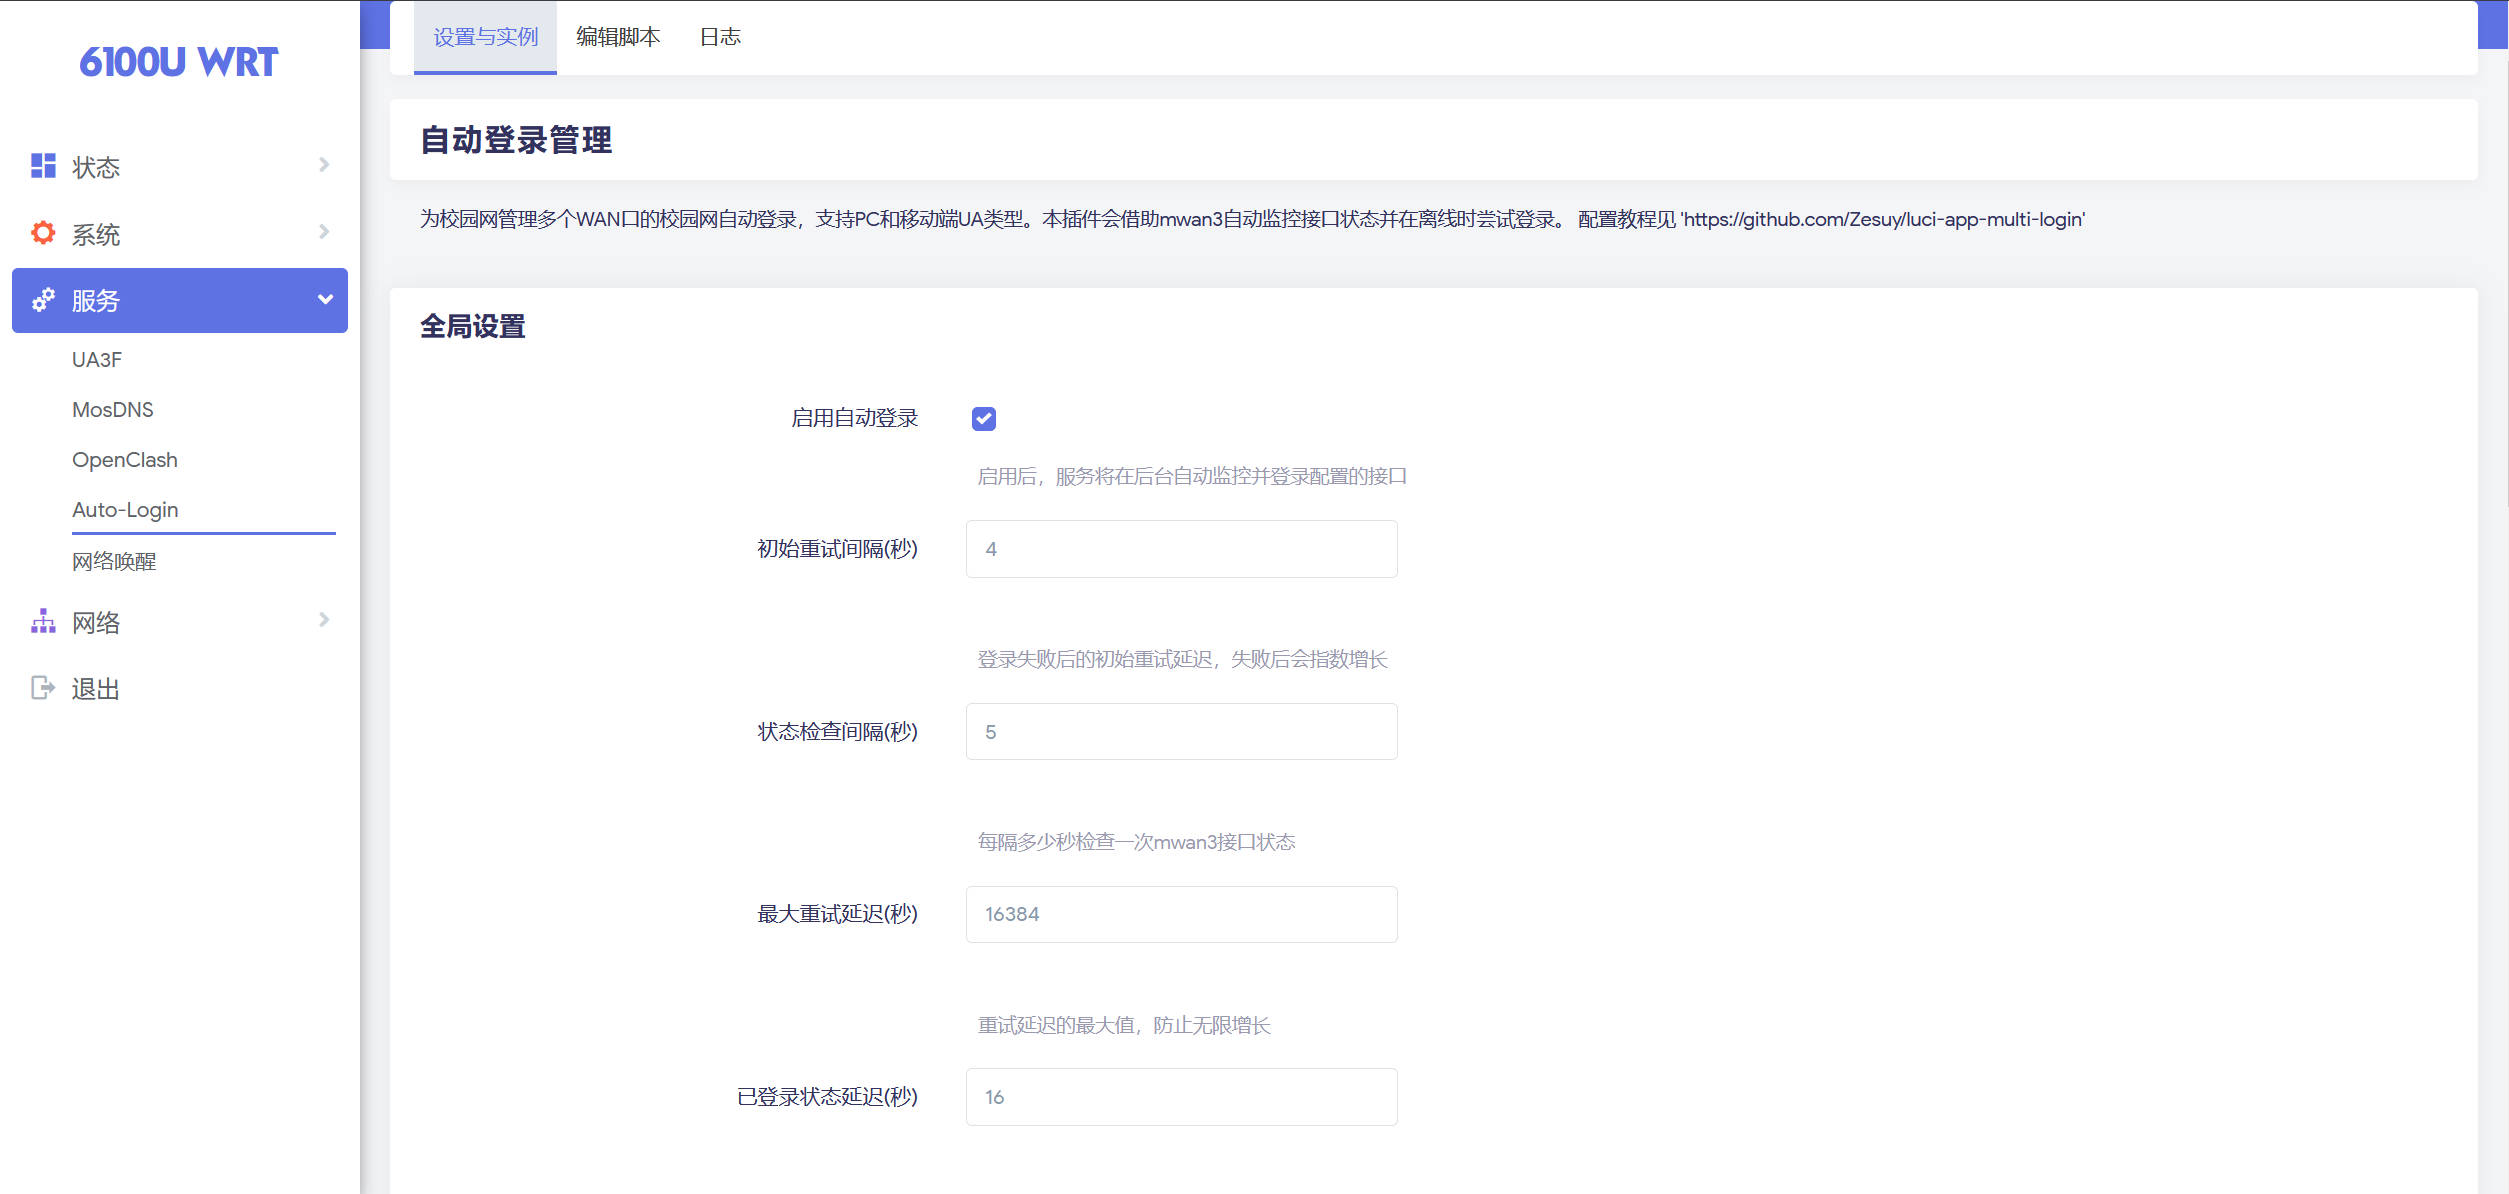 6100U WRT
状态
系统
服务
UA3F
MosDNS
OpenClash
Auto-Login
网络唤醒
网络
退出
设置与实例 编辑脚本 日志
自动登录管理
为校园网管理多个WAN口的校园网自动登录，支持PC和移动端UA类型。本插件会借助mwan3自动监控接口状态并在离线时尝试登录。 配置教程见 'https://github.com/Zesuy/luci-app-multi-login'
全局设置
启用自动登录
启用后，服务将在后台自动监控并登录配置的接口
初始重试间隔(秒) 4
登录失败后的初始重试延迟，失败后会指数增长
状态检查间隔(秒) 5
每隔多少秒检查一次mwan3接口状态
最大重试延迟(秒) 16384
重试延迟的最大值，防止无限增长
已登录状态延迟(秒) 16